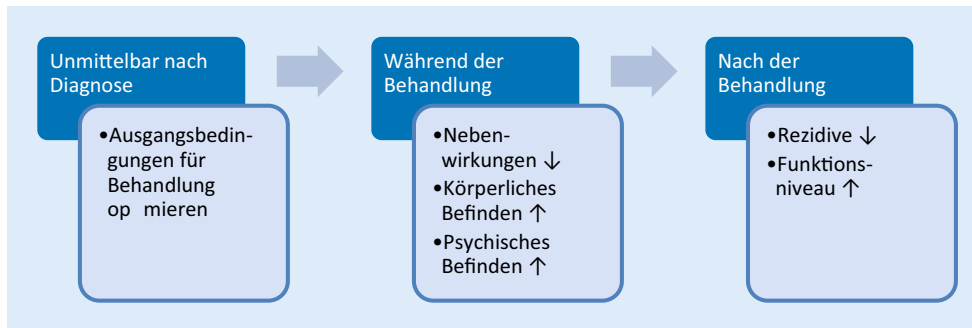 Unmittelbar nach
Diagnose
•Ausgangsbedin-
gungen für
Behandlung
op mieren
Während der
Behandlung
•Neben-
wirkungen ↓
•Körperliches
Befinden ↑
•Psychisches
Befinden ↑
Nach der
Behandlung
•Rezidive ↓
•Funktions-
niveau ↑